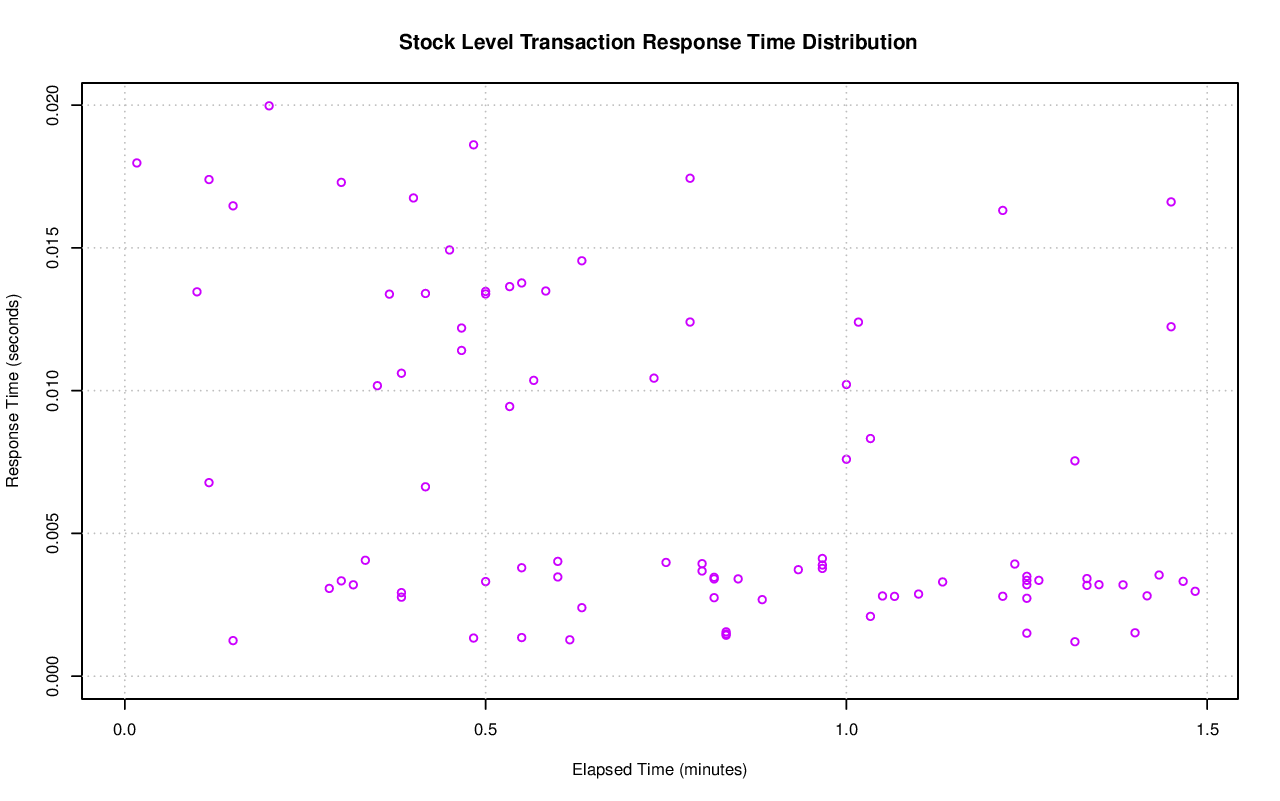 Stock Level Transaction Response Time Distribution
Response Time (seconds)
0.020
0.015
0.010
0.005
0.000
0.0 0.5 1.0 1.5
Elapsed Time (minutes)